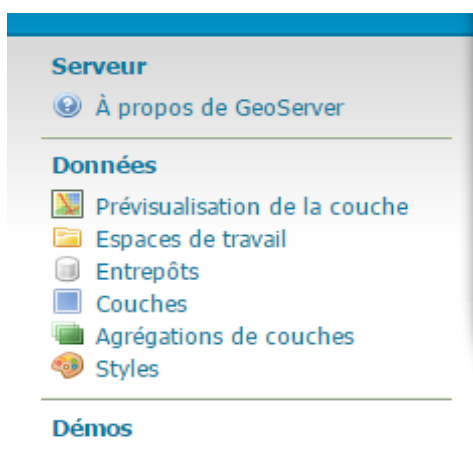 Serveur
À propos de GeoServer
Données
Prévisualisation de la couche
Espaces de travail
Entrepôts
Couches
Agrégations de couches
Styles
Démos